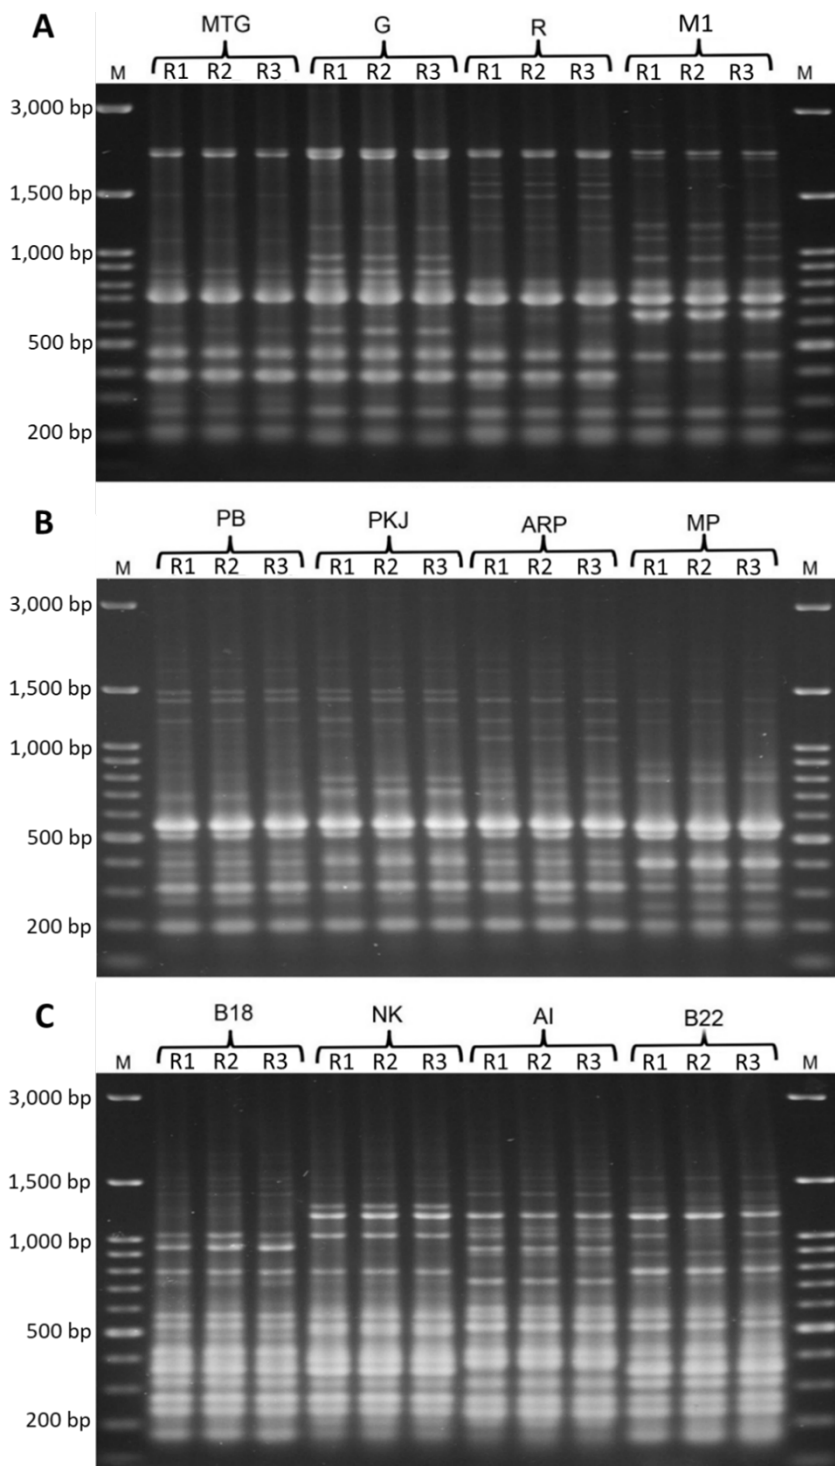 A
MTG G R M1
M R1 R2 R3 R1 R2 R3 R1 R2 R3 R1 R2 R3 M
3,000 bp
1,500 bp
1,000 bp
500 bp
200 bp
B
PB PKJ ARP MP
M R1 R2 R3 R1 R2 R3 R1 R2 R3 R1 R2 R3 M
3,000 bp
1,500 bp
1,000 bp
500 bp
200 bp
C
B18 NK AI B22
M R1 R2 R3 R1 R2 R3 R1 R2 R3 R1 R2 R3 M
3,000 bp
1,500 bp
1,000 bp
500 bp
200 bp